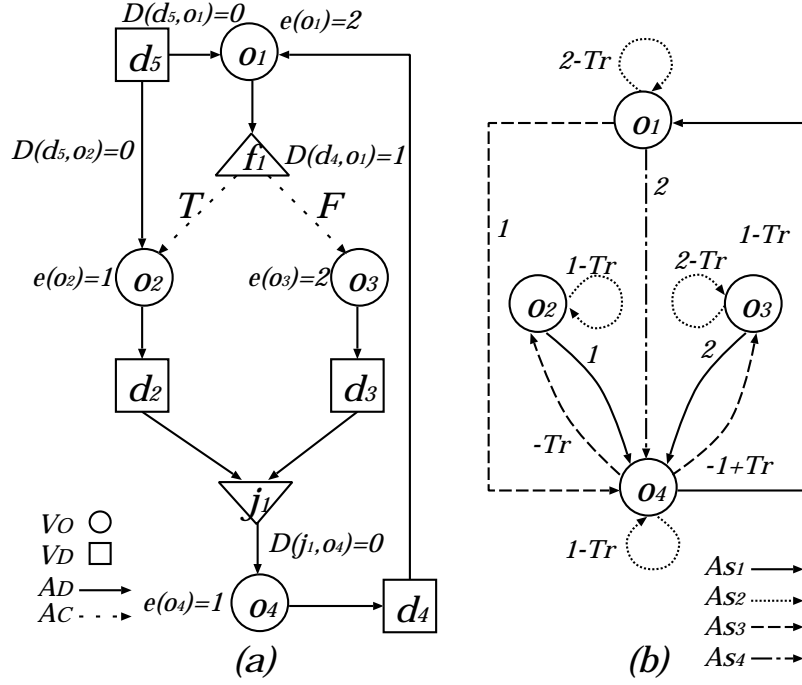 D(d5,o1)=0
e(o1)=2
d5
o1
D(d5,o2)=0
f1
D(d4,o1)=1
T
F
e(o2)=1
o2
e(o3)=2
o3
d2
d3
j1
D(j1,o4)=0
VO
VD
AD
AC
e(o4)=1
o4
d4
(a)
2-Tr
o1
1
2
1-Tr
1-Tr
2-Tr
o2
o3
1
2
-Tr
-1+Tr
o4
1-Tr
As1
As2
As3
As4
(b)